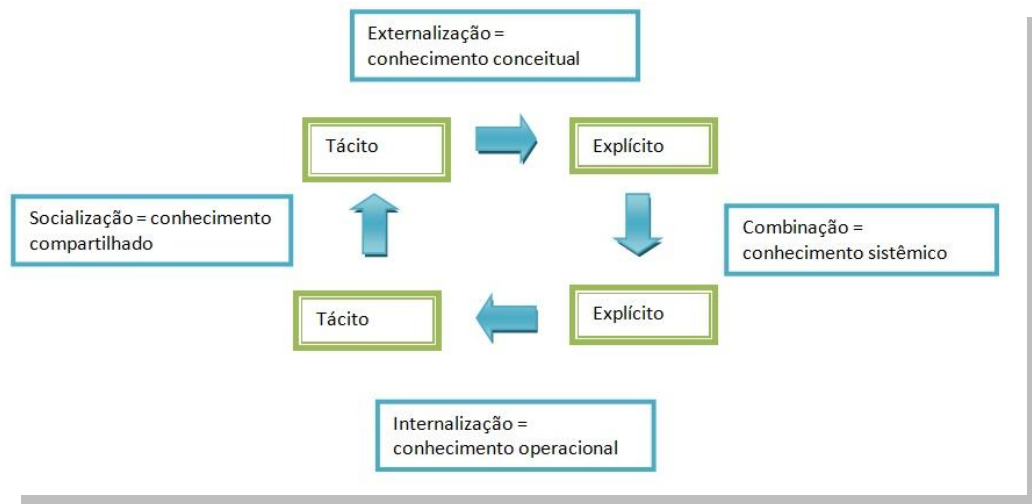 Externalização =
conhecimento conceitual
Tácito
Explícito
Socialização = conhecimento
compartilhado
Combinação =
conhecimento sistêmico
Tácito
Explícito
Internalização =
conhecimento operacional